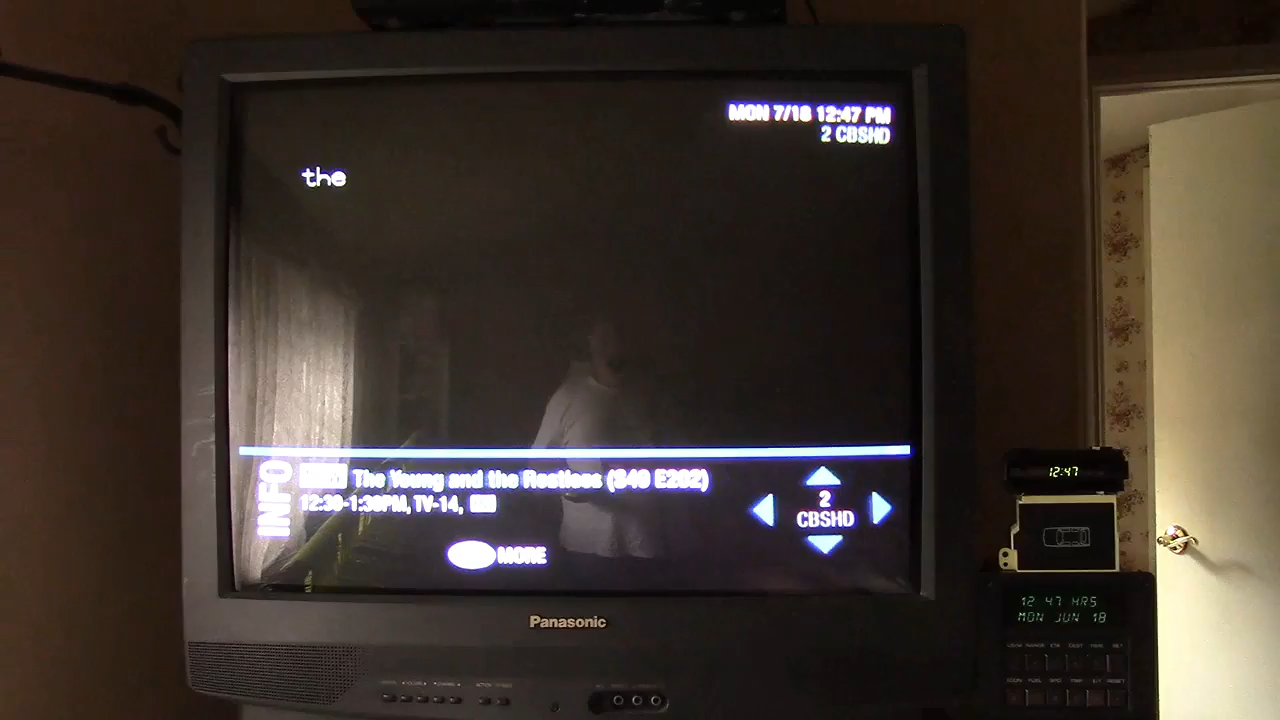 MON 7/18 12:47 PM
2 CBSHD
the
INFO
The Young and the Restless (S49 E202)
12:30-1:30PM, TV-14,
2
CBSHD
MORE
Panasonic
12:47
12 47 HRS
MON JUN 18